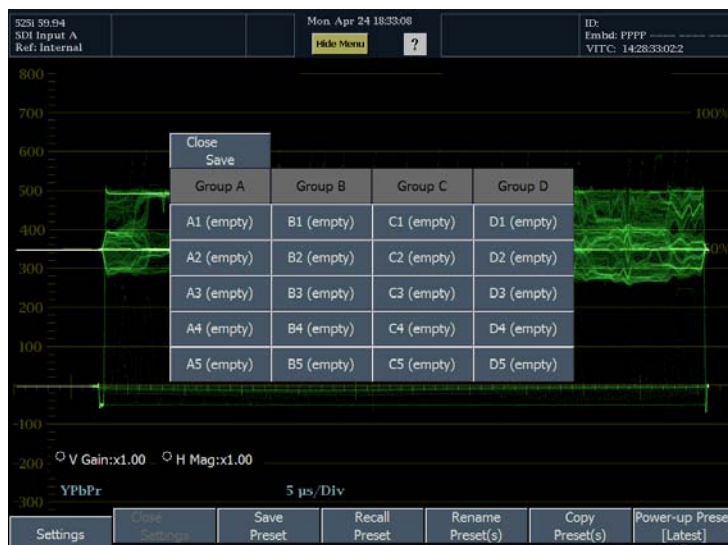 525i 59.94
SDI Input A
Ref: Internal
Mon Apr 24 18:33:08
Hide Menu
?
ID:
Embd: PPPP ---- ---- ----
VITC: 14:28:33:02:2
800
700
100%
600
Close
Save
Group A Group B Group C Group D
500
A1 (empty) B1 (empty) C1 (empty) D1 (empty)
400
A2 (empty) B2 (empty) C2 (empty) D2 (empty)
300
A3 (empty) B3 (empty) C3 (empty) D3 (empty)
200
A4 (empty) B4 (empty) C4 (empty) D4 (empty)
100
A5 (empty) B5 (empty) C5 (empty) D5 (empty)
-100
V Gain:x1.00 H Mag:x1.00
-200
YPbPr 5 µs/Div
-300
Settings
Close Settings
Save Preset
Recall Preset
Rename Preset(s)
Copy Preset(s)
Power-up Prese
[Latest]